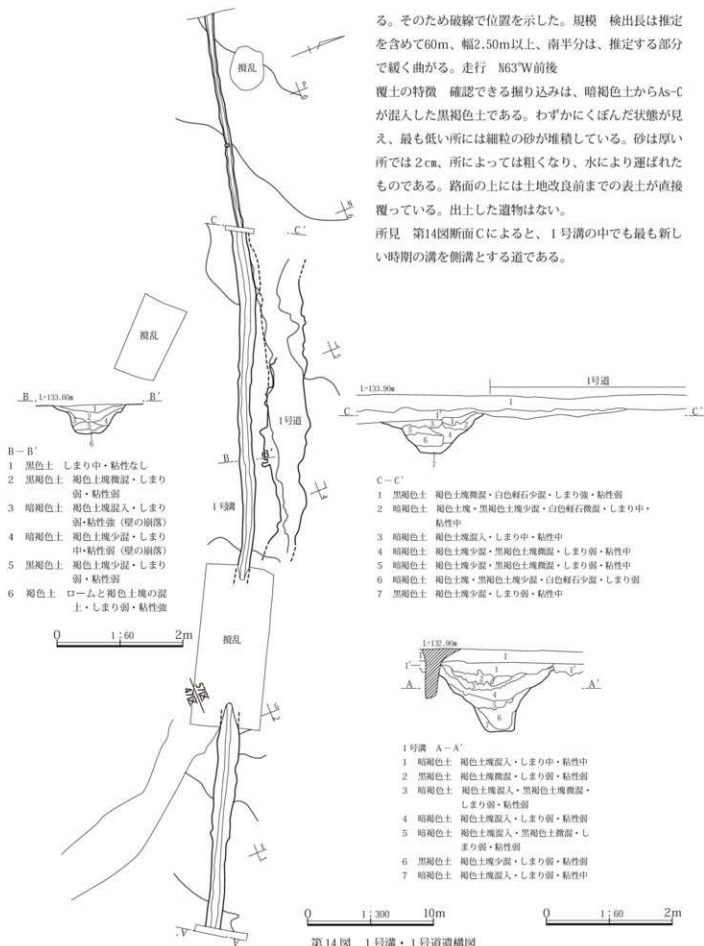 る。そのため破線で位置を示した。規模　検出長は推定
を含めて60m、幅2.50m以上、南半分は、推定する部分
で緩く曲がる。走行　N63°W前後
覆土の特徴　確認できる掘り込みは、暗褐色土からAs-C
が混入した黒褐色土である。わずかにくぼんだ状態が見
え、最も低い所には細粒の砂が堆積している。砂は厚い
所では２㎝、所によっては粗くなり、水により運ばれた
ものである。路面の上には土地改良前までの表土が直接
覆っている。出土した遺物はない。
所見　第14図断面Ｃによると、１号溝の中でも最も新し
い時期の溝を側溝とする道である。
撹乱
C
C'
撹乱
1号道
B
B'
1号溝
撹乱
57区
47区
A
A'
B L=133.60m B'
1
2
6
B－B'
1　黒色土　しまり中・粘性なし
2　黒褐色土　褐色土塊微混・しまり
弱・粘性弱
3　暗褐色土　褐色土塊混入・しまり
弱・粘性強（壁の崩落）
4　暗褐色土　褐色土塊少混・しまり
中・粘性弱（壁の崩落）
5　黒褐色土　褐色土塊少混・しまり
弱・粘性弱
6　褐色土　ロームと褐色土塊の混
土・しまり弱・粘性強
0 1：60 2m
L=133.90m
1号道
I
C
C'
I'
1
2
3
4
6
7
C－C'
1　黒褐色土　褐色土塊微混・白色軽石少混・しまり強・粘性弱
2　暗褐色土　褐色土塊・黒褐色土塊少混・白色軽石微混・しまり中・
粘性中
3　暗褐色土　褐色土塊混入・しまり中・粘性中
4　暗褐色土　褐色土塊少混・黒褐色土塊微混・しまり弱・粘性中
5　暗褐色土　褐色土塊少混・黒褐色土塊微混・しまり弱・粘性中
6　暗褐色土　褐色土塊・黒褐色土塊少混・白色軽石少混・しまり弱
7　黒褐色土　褐色土塊少混・しまり弱・粘性中
L=132.90m
I
I'
I'
A
A'
1
2
3
4
5
6
7
1号溝　A－A'
1　暗褐色土　褐色土塊混入・しまり中・粘性中
2　黒褐色土　褐色土塊微混・しまり弱・粘性弱
3　暗褐色土　褐色土塊混入・黒褐色土塊微混・
しまり弱・粘性弱
4　暗褐色土　褐色土塊混入・しまり弱・粘性弱
5　暗褐色土　褐色土塊混入・黒褐色土微混・し
まり弱・粘性弱
6　黒褐色土　褐色土塊少混・しまり弱・粘性弱
7　暗褐色土　褐色土塊混入・しまり弱・粘性中
0 1：300 10m
0 1：60 2m
第14図　1号溝・1号道遺構図